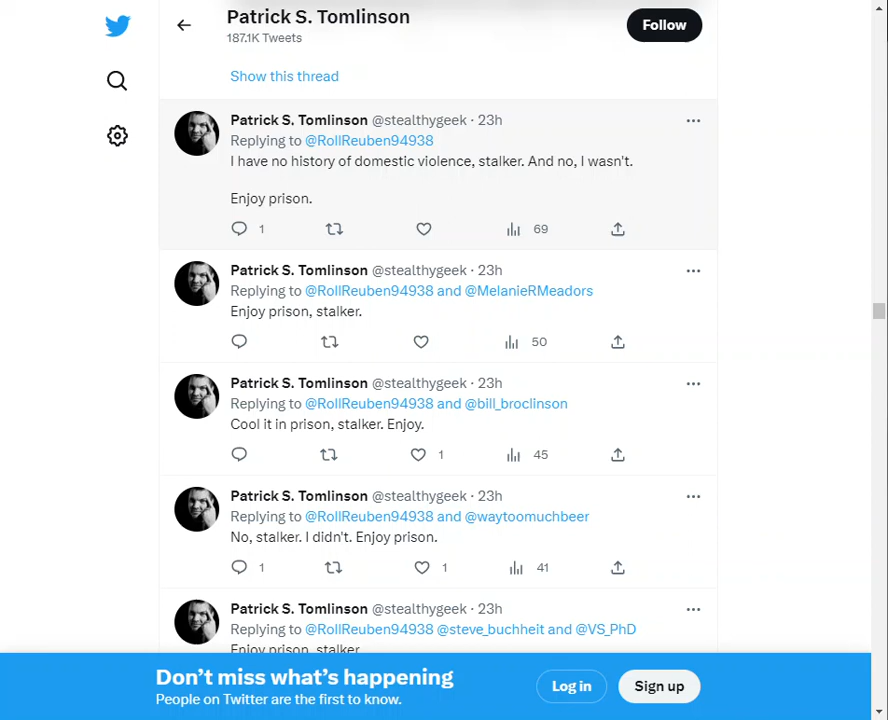 Patrick S. Tomlinson
187.1K Tweets
Follow
Show this thread
Patrick S. Tomlinson @stealthygeek · 23h
Replying to @RollReuben94938
I have no history of domestic violence, stalker. And no, I wasn't.
Enjoy prison.
1 69
Patrick S. Tomlinson @stealthygeek · 23h
Replying to @RollReuben94938 and @MelanieRMeadors
Enjoy prison, stalker.
50
Patrick S. Tomlinson @stealthygeek · 23h
Replying to @RollReuben94938 and @bill_broclinson
Cool it in prison, stalker. Enjoy.
1 45
Patrick S. Tomlinson @stealthygeek · 23h
Replying to @RollReuben94938 and @waytoomuchbeer
No, stalker. I didn't. Enjoy prison.
1 1 41
Patrick S. Tomlinson @stealthygeek · 23h
Replying to @RollReuben94938 @steve_buchheit and @VS_PhD
Enjoy prison, stalker
Don't miss what's happening
People on Twitter are the first to know.
Log in
Sign up